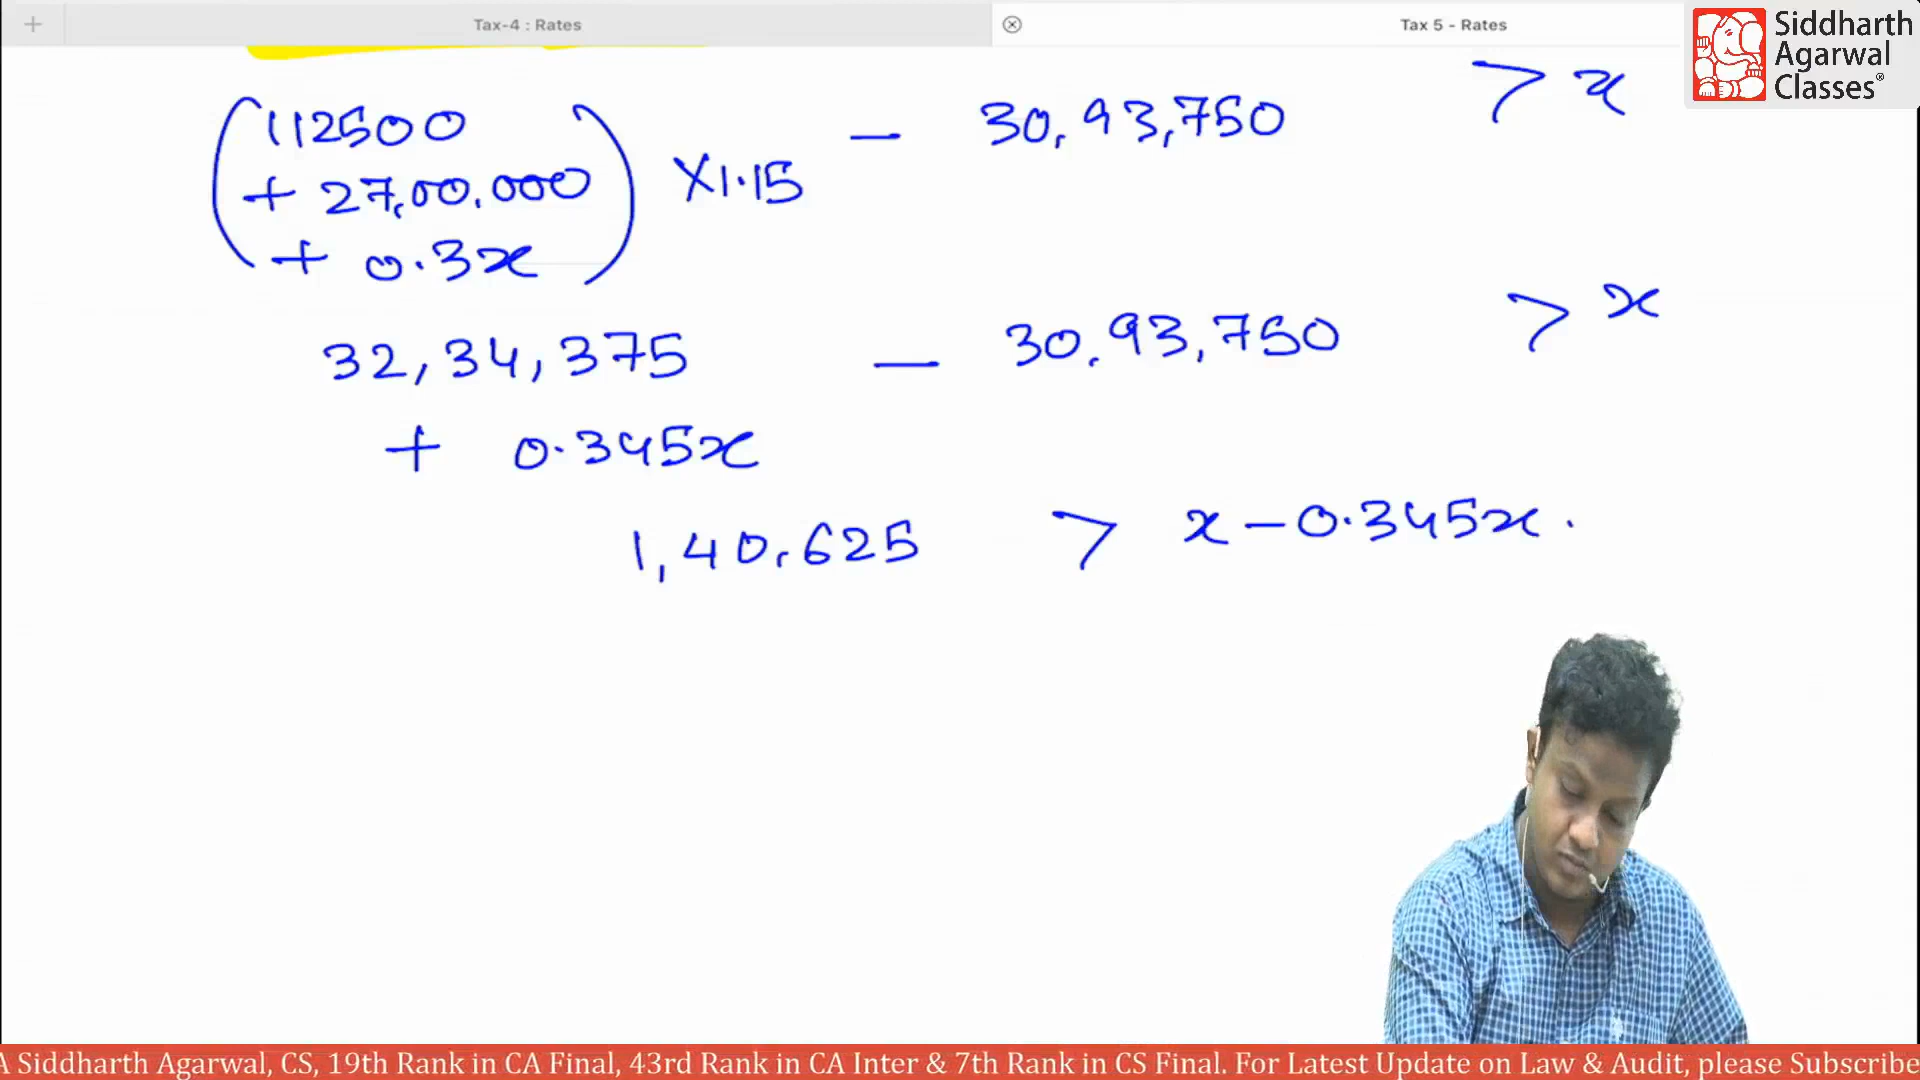 Tax-4 : Rates
Tax 5 - Rates
Siddharth
Agarwal
Classes®
(112500
+ 27,00,000
+ 0.3x) X1.15 — 30,93,750 > x
32,34,375 — 30,93,750 > x
+ 0.345x
1,40,625 > x - 0.345x.
A Siddharth Agarwal, CS, 19th Rank in CA Final, 43rd Rank in CA Inter & 7th Rank in CS Final. For Latest Update on Law & Audit, please Subscribe